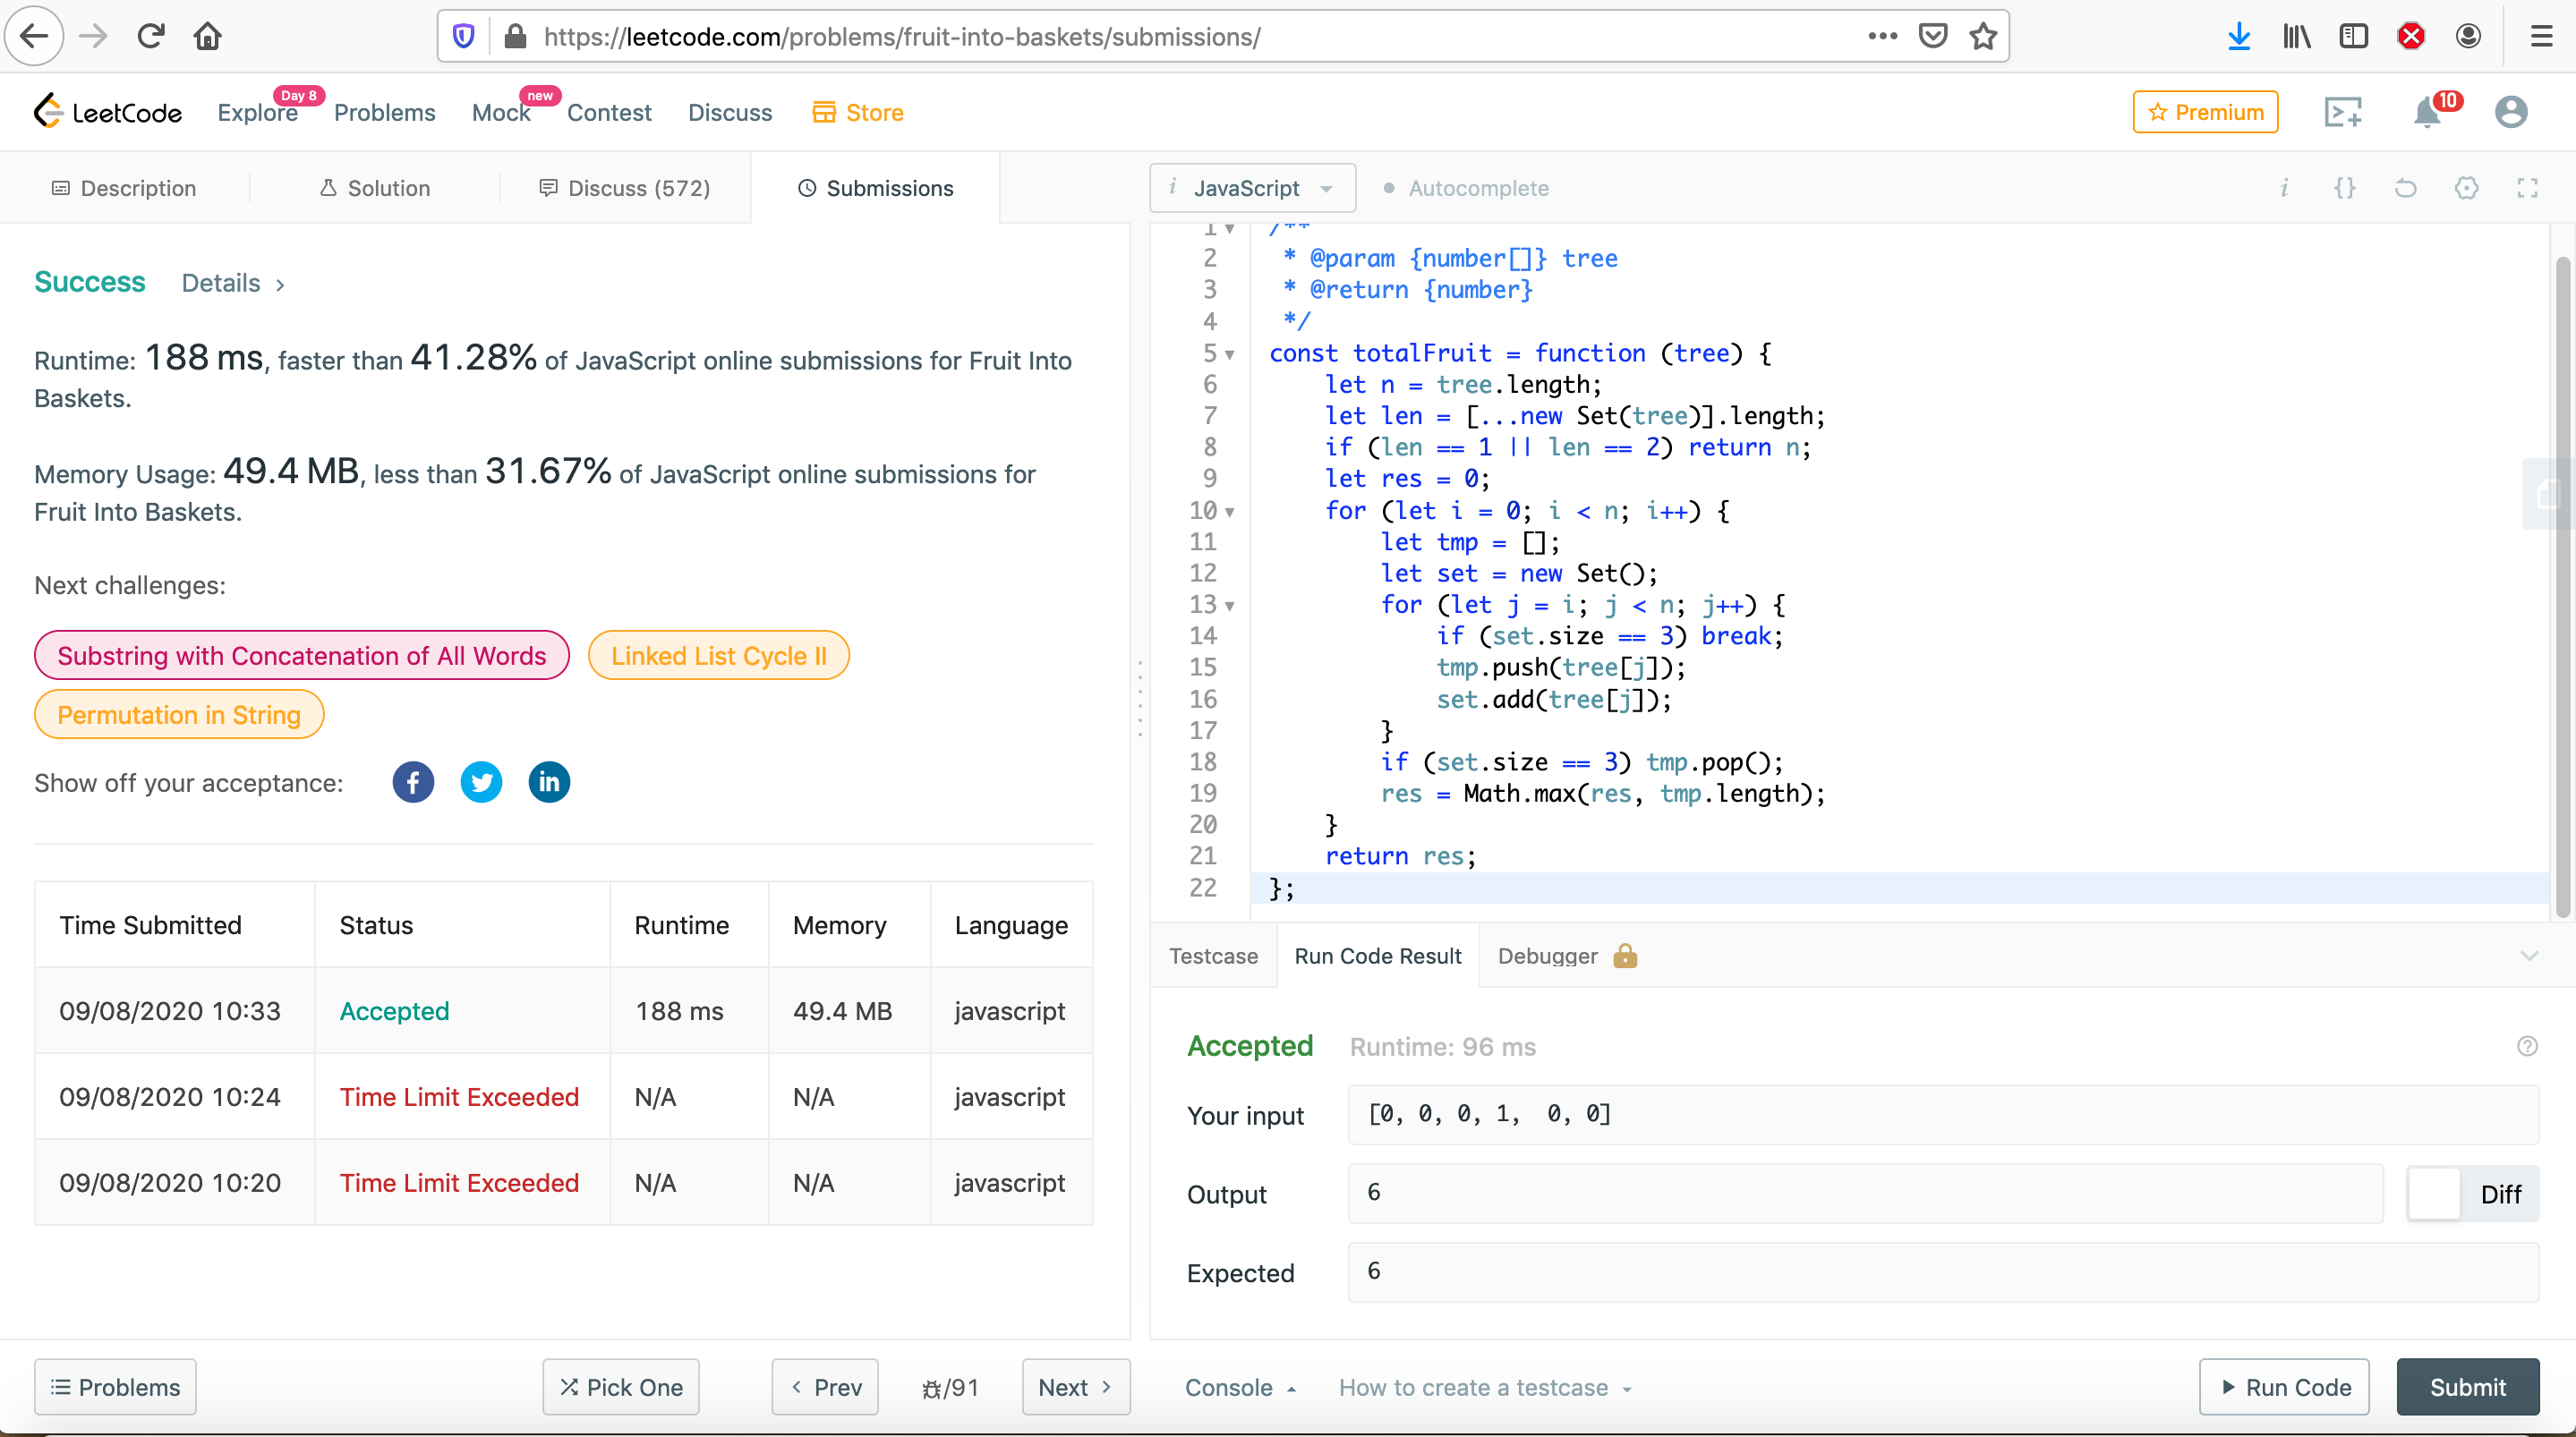 https://leetcode.com/problems/fruit-into-baskets/submissions/
LeetCode
Explore
Day 8
Problems
Mock
new
Contest
Discuss
Store
Premium
10
Description
Solution
Discuss (572)
Submissions
Success
Details >
Runtime: 188 ms, faster than 41.28% of JavaScript online submissions for Fruit Into
Baskets.
Memory Usage: 49.4 MB, less than 31.67% of JavaScript online submissions for
Fruit Into Baskets.
Next challenges:
Substring with Concatenation of All Words
Linked List Cycle II
Permutation in String
Show off your acceptance:
Time Submitted Status Runtime Memory Language
09/08/2020 10:33 Accepted 188 ms 49.4 MB javascript
09/08/2020 10:24 Time Limit Exceeded N/A N/A javascript
09/08/2020 10:20 Time Limit Exceeded N/A N/A javascript
Problems
Pick One
< Prev
/91
Next >
i JavaScript
Autocomplete
i {}
1 /**
2 * @param {number[]} tree
3 * @return {number}
4 */
5 const totalFruit = function (tree) {
6 let n = tree.length;
7 let len = [...new Set(tree)].length;
8 if (len == 1 || len == 2) return n;
9 let res = 0;
10 for (let i = 0; i < n; i++) {
11 let tmp = [];
12 let set = new Set();
13 for (let j = i; j < n; j++) {
14 if (set.size == 3) break;
15 tmp.push(tree[j]);
16 set.add(tree[j]);
17 }
18 if (set.size == 3) tmp.pop();
19 res = Math.max(res, tmp.length);
20 }
21 return res;
22 };
Testcase
Run Code Result
Debugger
Accepted
Runtime: 96 ms
Your input
[0, 0, 0, 1,  0, 0]
Output
6
Diff
Expected
6
Console
How to create a testcase
Run Code
Submit